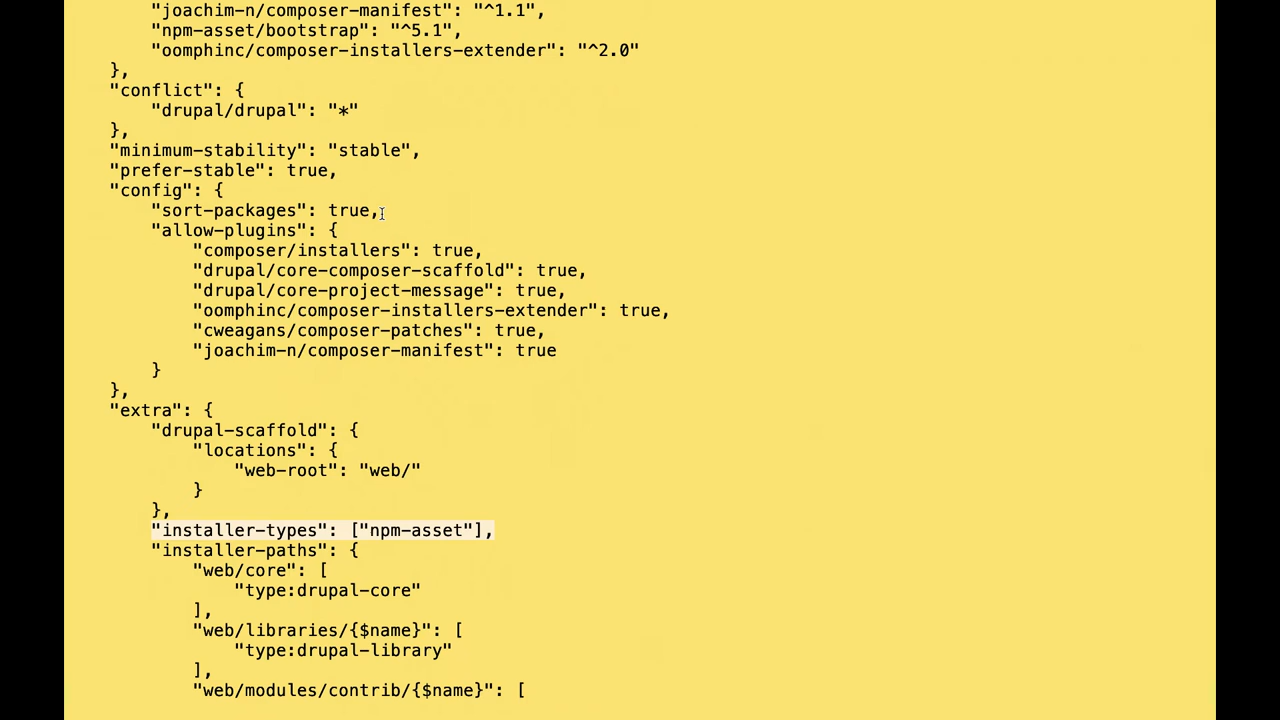 "joachim-n/composer-manifest": "^1.1",
"npm-asset/bootstrap": "^5.1",
"oomphinc/composer-installers-extender": "^2.0"
},
"conflict": {
"drupal/drupal": "*"
},
"minimum-stability": "stable",
"prefer-stable": true,
"config": {
"sort-packages": true,
"allow-plugins": {
"composer/installers": true,
"drupal/core-composer-scaffold": true,
"drupal/core-project-message": true,
"oomphinc/composer-installers-extender": true,
"cweagans/composer-patches": true,
"joachim-n/composer-manifest": true
}
},
"extra": {
"drupal-scaffold": {
"locations": {
"web-root": "web/"
}
},
"installer-types": ["npm-asset"],
"installer-paths": {
"web/core": [
"type:drupal-core"
],
"web/libraries/{$name}": [
"type:drupal-library"
],
"web/modules/contrib/{$name}": [